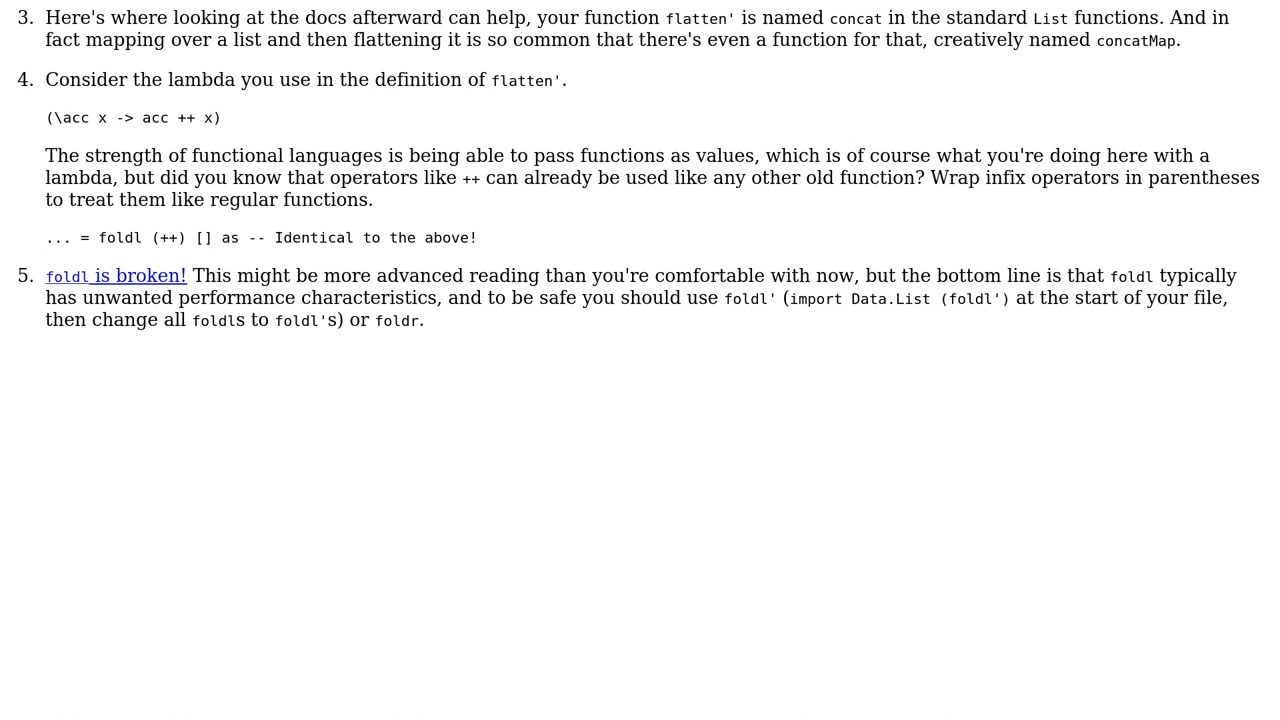 3. Here's where looking at the docs afterward can help, your function flatten' is named concat in the standard List functions. And in
fact mapping over a list and then flattening it is so common that there's even a function for that, creatively named concatMap.
4. Consider the lambda you use in the definition of flatten'.
(\acc x -> acc ++ x)
The strength of functional languages is being able to pass functions as values, which is of course what you're doing here with a
lambda, but did you know that operators like ++ can already be used like any other old function? Wrap infix operators in parentheses
to treat them like regular functions.
... = foldl (++) [] as -- Identical to the above!
5. foldl is broken! This might be more advanced reading than you're comfortable with now, but the bottom line is that foldl typically
has unwanted performance characteristics, and to be safe you should use foldl' (import Data.List (foldl') at the start of your file,
then change all foldls to foldl's) or foldr.